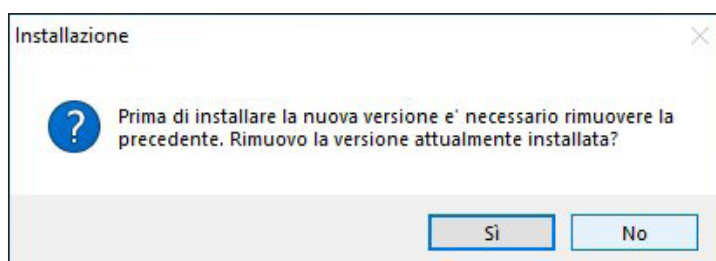 Installazione
Prima di installare la nuova versione e' necessario rimuovere la
precedente. Rimuovo la versione attualmente installata?
Sì
No